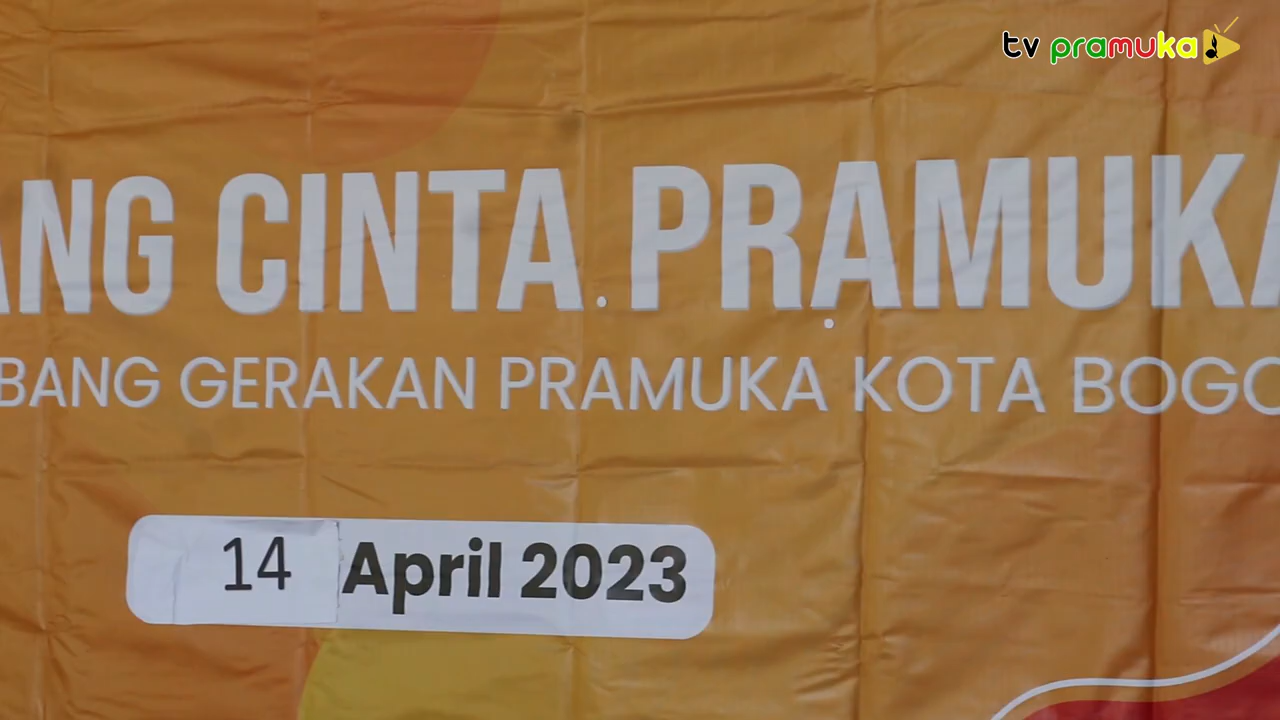 tv pramuka
ANG CINTA PRAMUKA
BANG GERAKAN PRAMUKA KOTA BOGO
14 April 2023